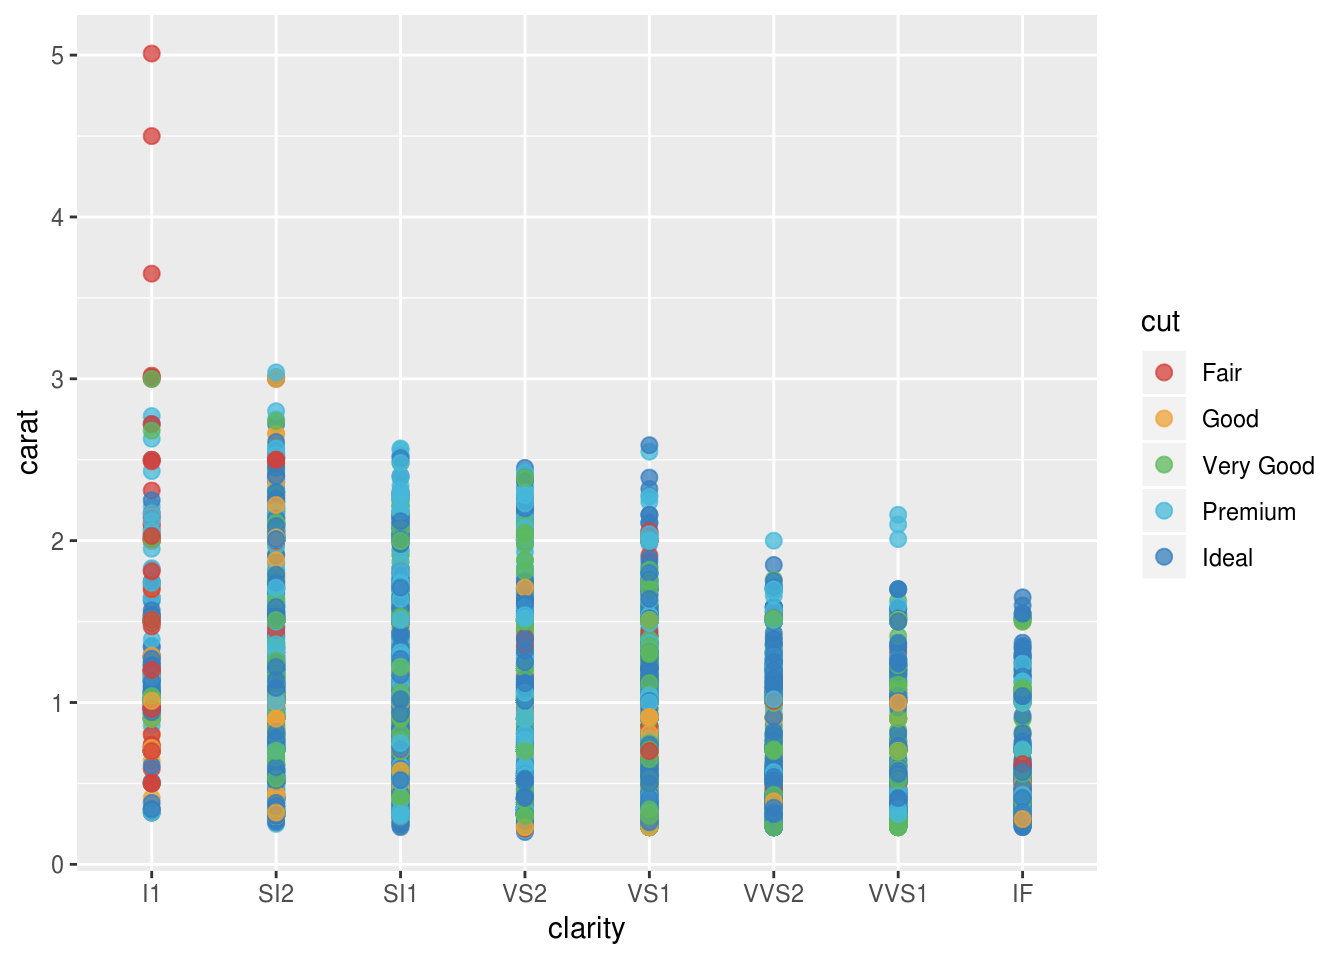 5
4
3
2
1
0
carat
I1 SI2 SI1 VS2 VS1 VVS2 VVS1 IF
clarity
cut
Fair
Good
Very Good
Premium
Ideal